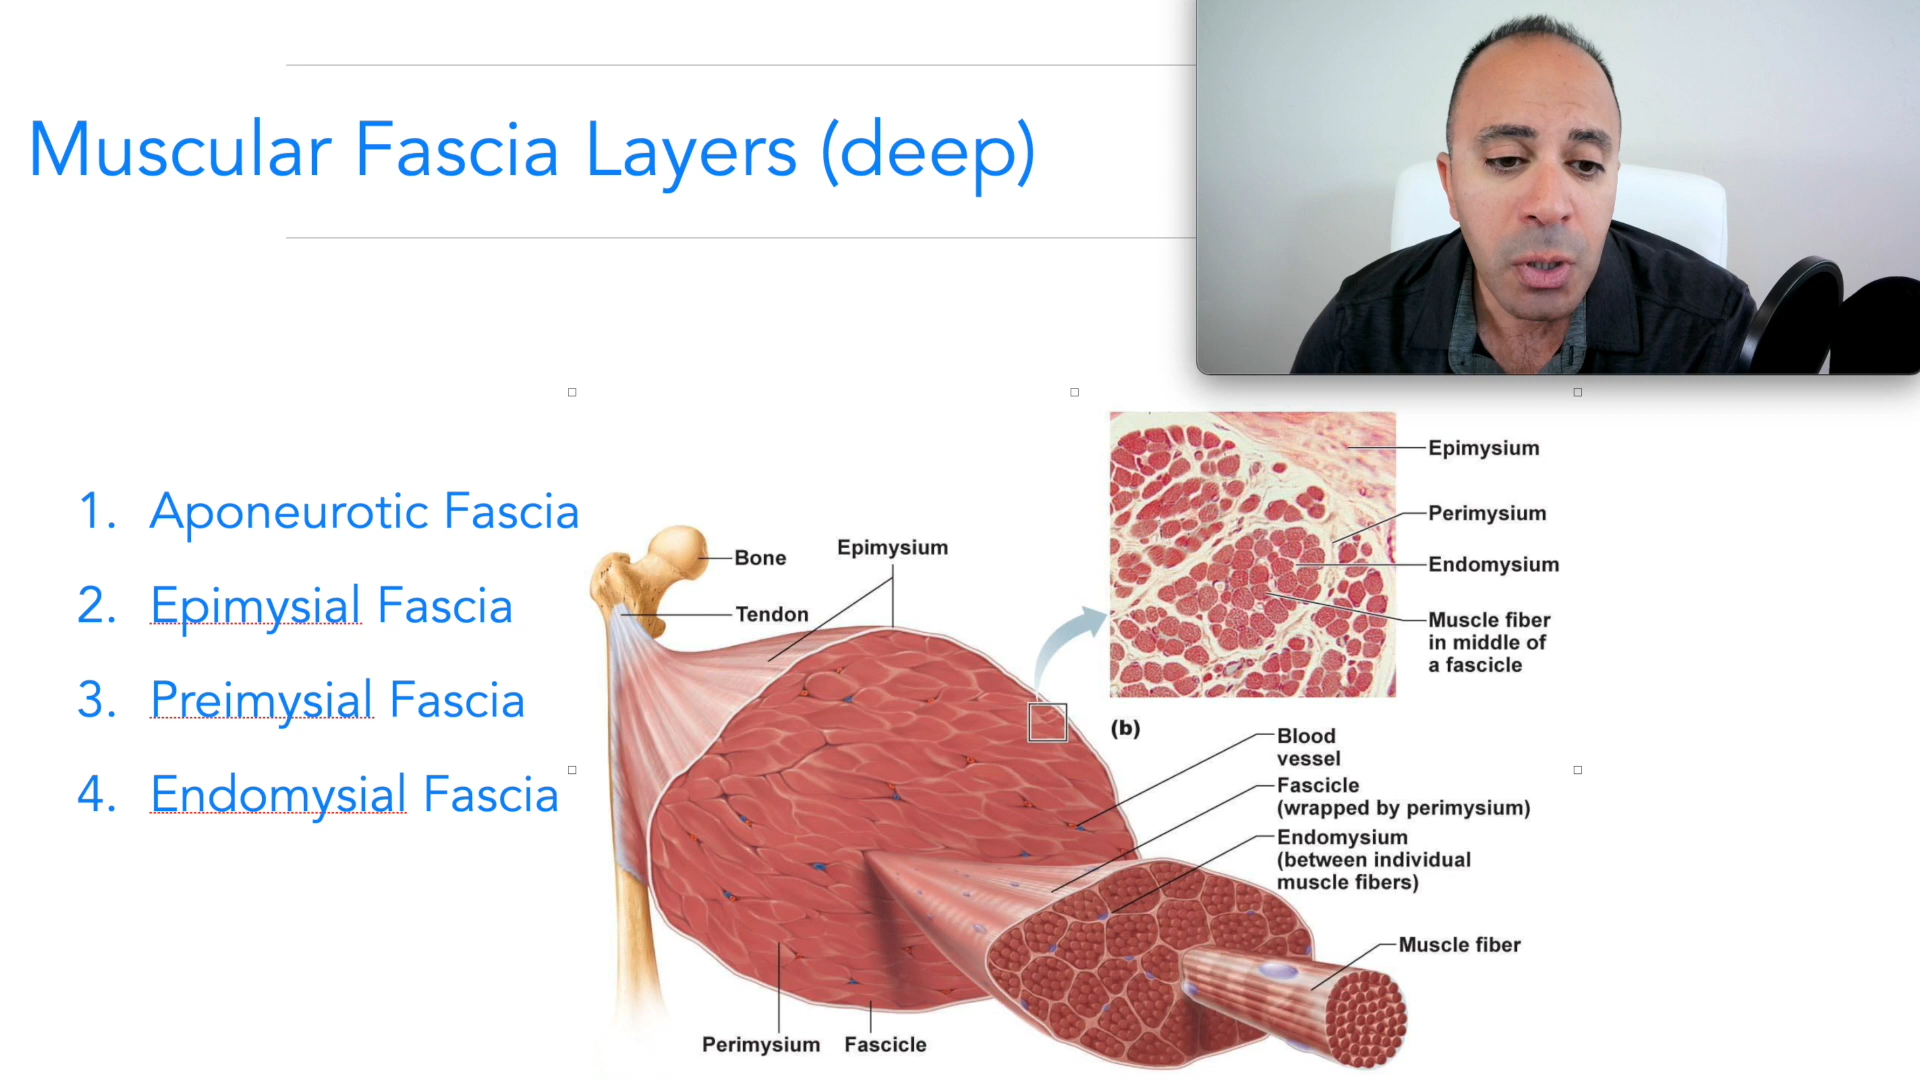 Muscular Fascia Layers (deep)
1. Aponeurotic Fascia
2. Epimysial Fascia
3. Preimysial Fascia
4. Endomysial Fascia
Bone
Epimysium
Tendon
Perimysium
Fascicle
Epimysium
Perimysium
Endomysium
Muscle fiber
in middle of
a fascicle
(b)
Blood
vessel
Fascicle
(wrapped by perimysium)
Endomysium
(between individual
muscle fibers)
Muscle fiber